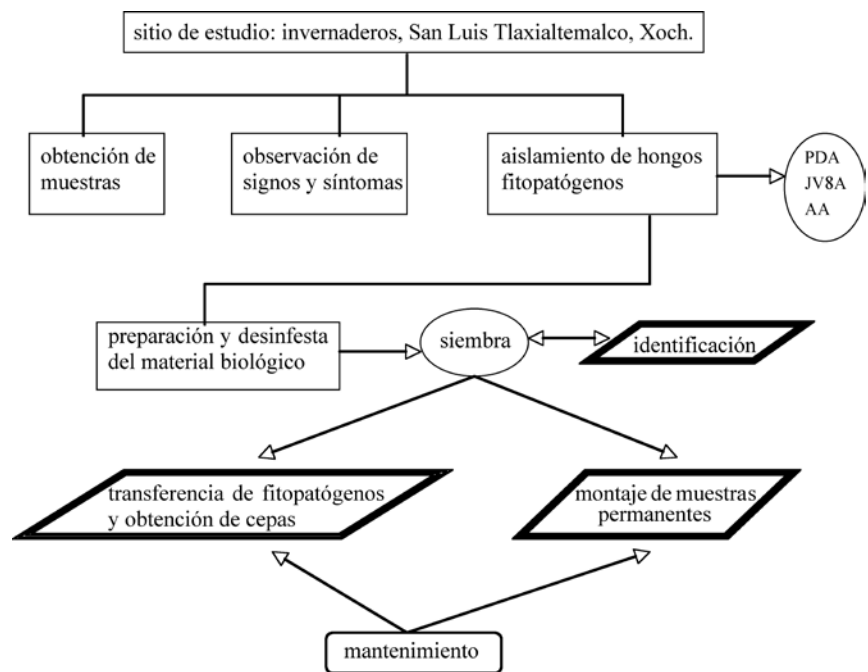 sitio de estudio: invernaderos, San Luis Tlaxialtemalco, Xoch.
obtención de
muestras
observación de
signos y síntomas
aislamiento de hongos
fitopatógenos
PDA
JV8A
AA
preparación y desinfesta
del material biológico
siembra
identificación
transferencia de fitopatógenos
y obtención de cepas
montaje de muestras
permanentes
mantenimiento